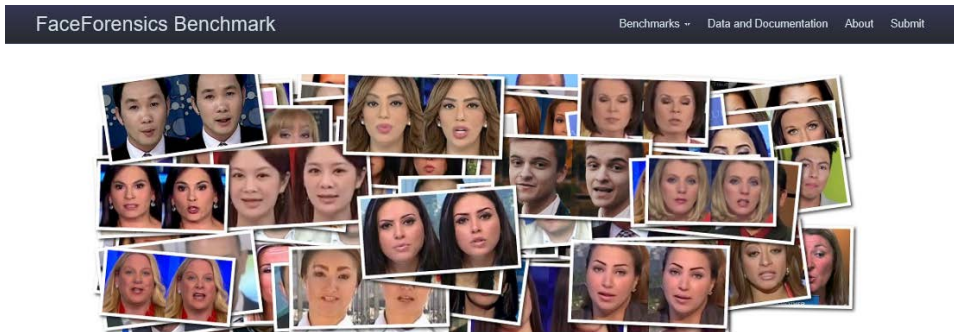 FaceForensics Benchmark
Benchmarks
Data and Documentation
About
Submit